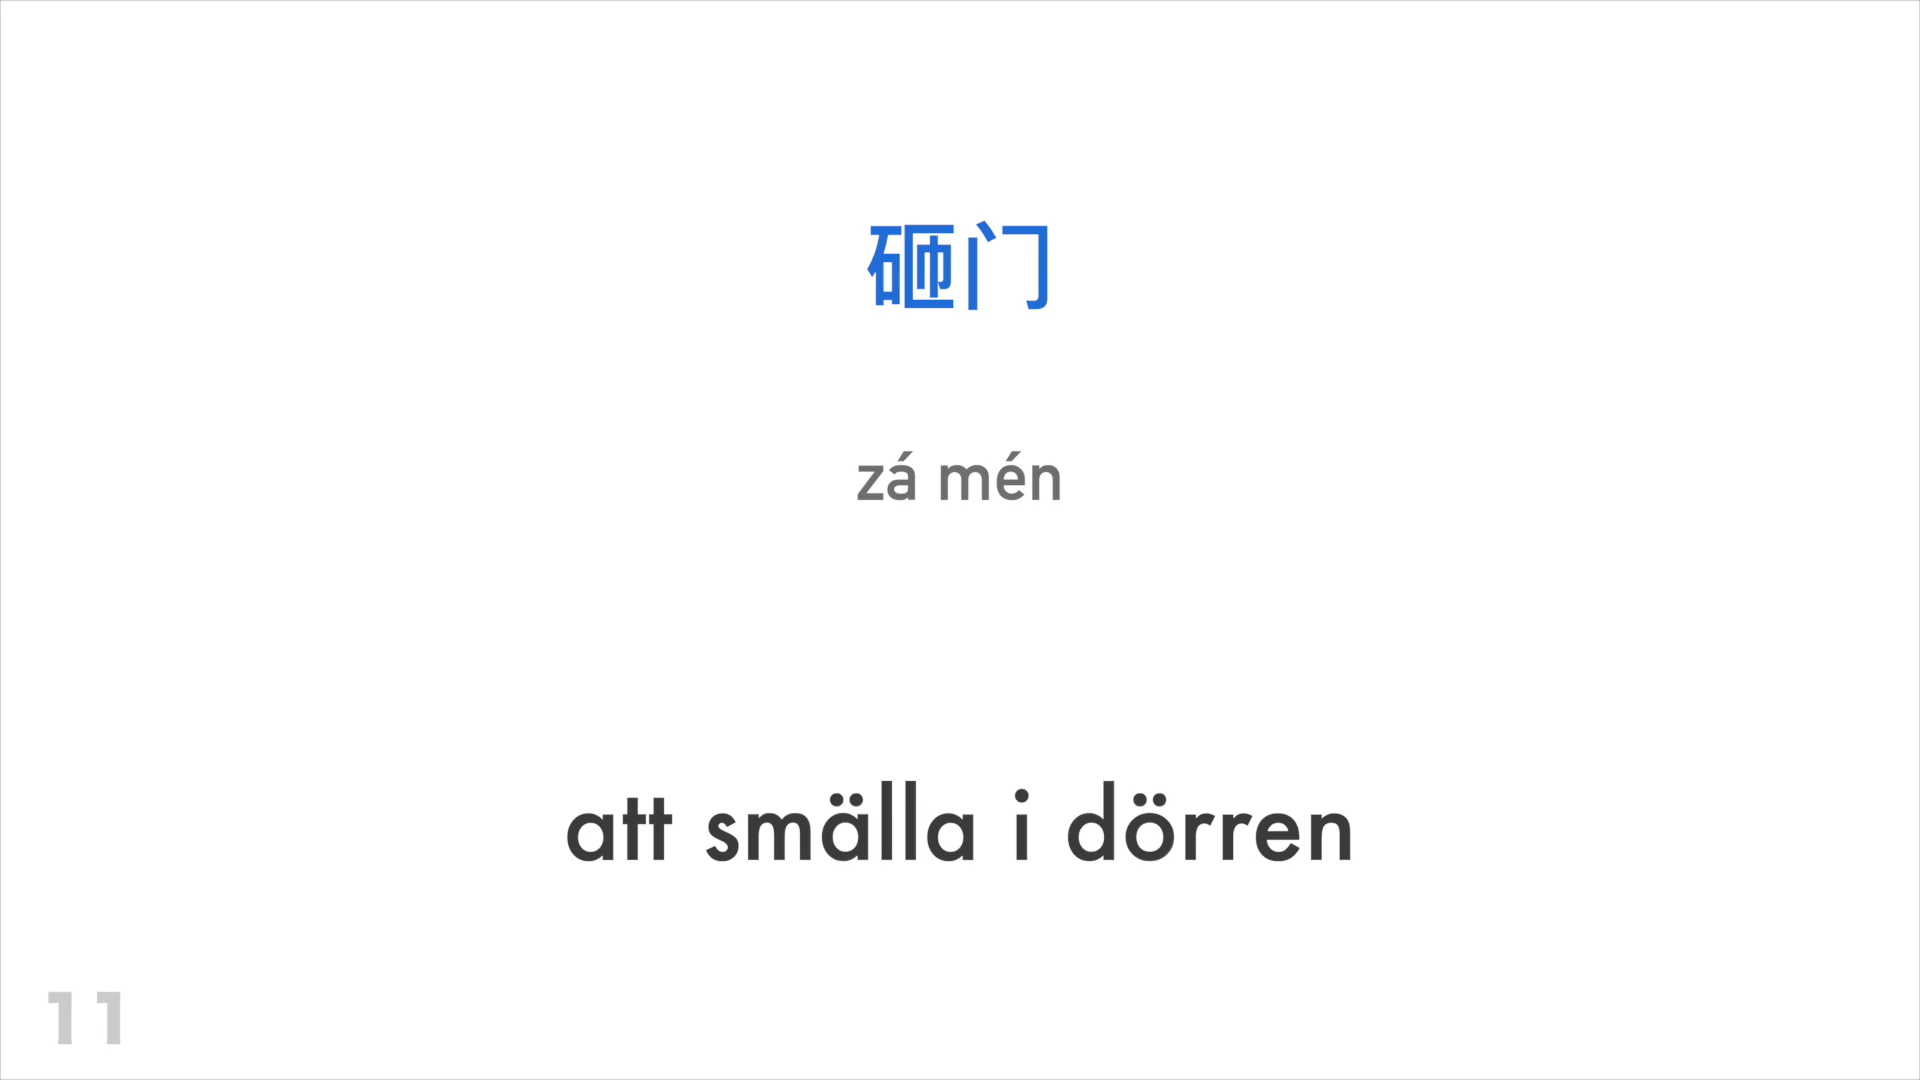 砸门
zá mén
att smälla i dörren
11